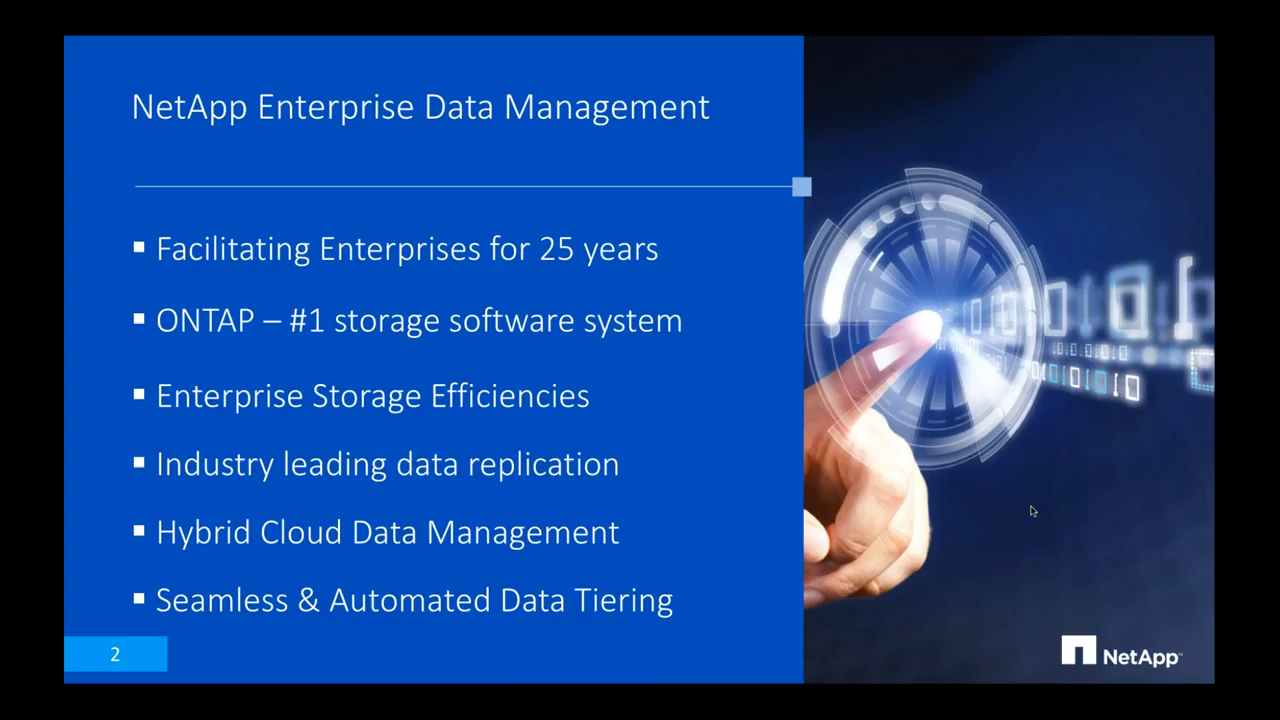 NetApp Enterprise Data Management
▪ Facilitating Enterprises for 25 years
▪ ONTAP – #1 storage software system
▪ Enterprise Storage Efficiencies
▪ Industry leading data replication
▪ Hybrid Cloud Data Management
▪ Seamless & Automated Data Tiering
2
NetApp™